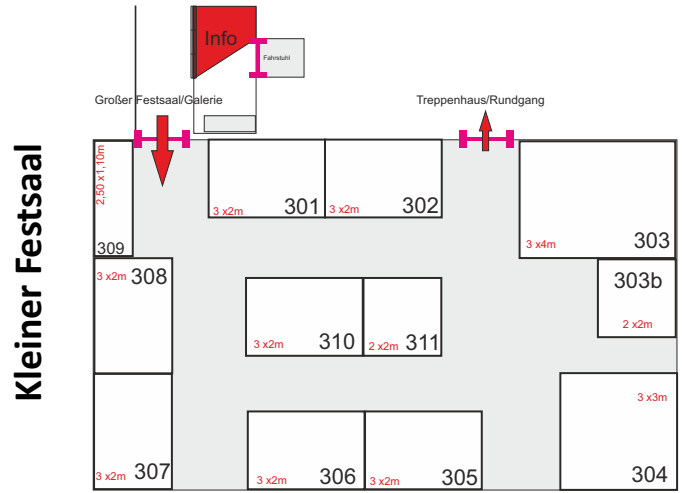 Info
Fahrstuhl
Großer Festsaal/Galerie
Treppenhaus/Rundgang
Kleiner Festsaal
2,50 x1,10m
309
3 x2m 301
3 x2m 302
3 x4m 303
3 x2m 308
303b
2 x2m
3 x2m 310
2 x2m 311
3 x3m
304
3 x2m 307
3 x2m 306
3 x2m 305